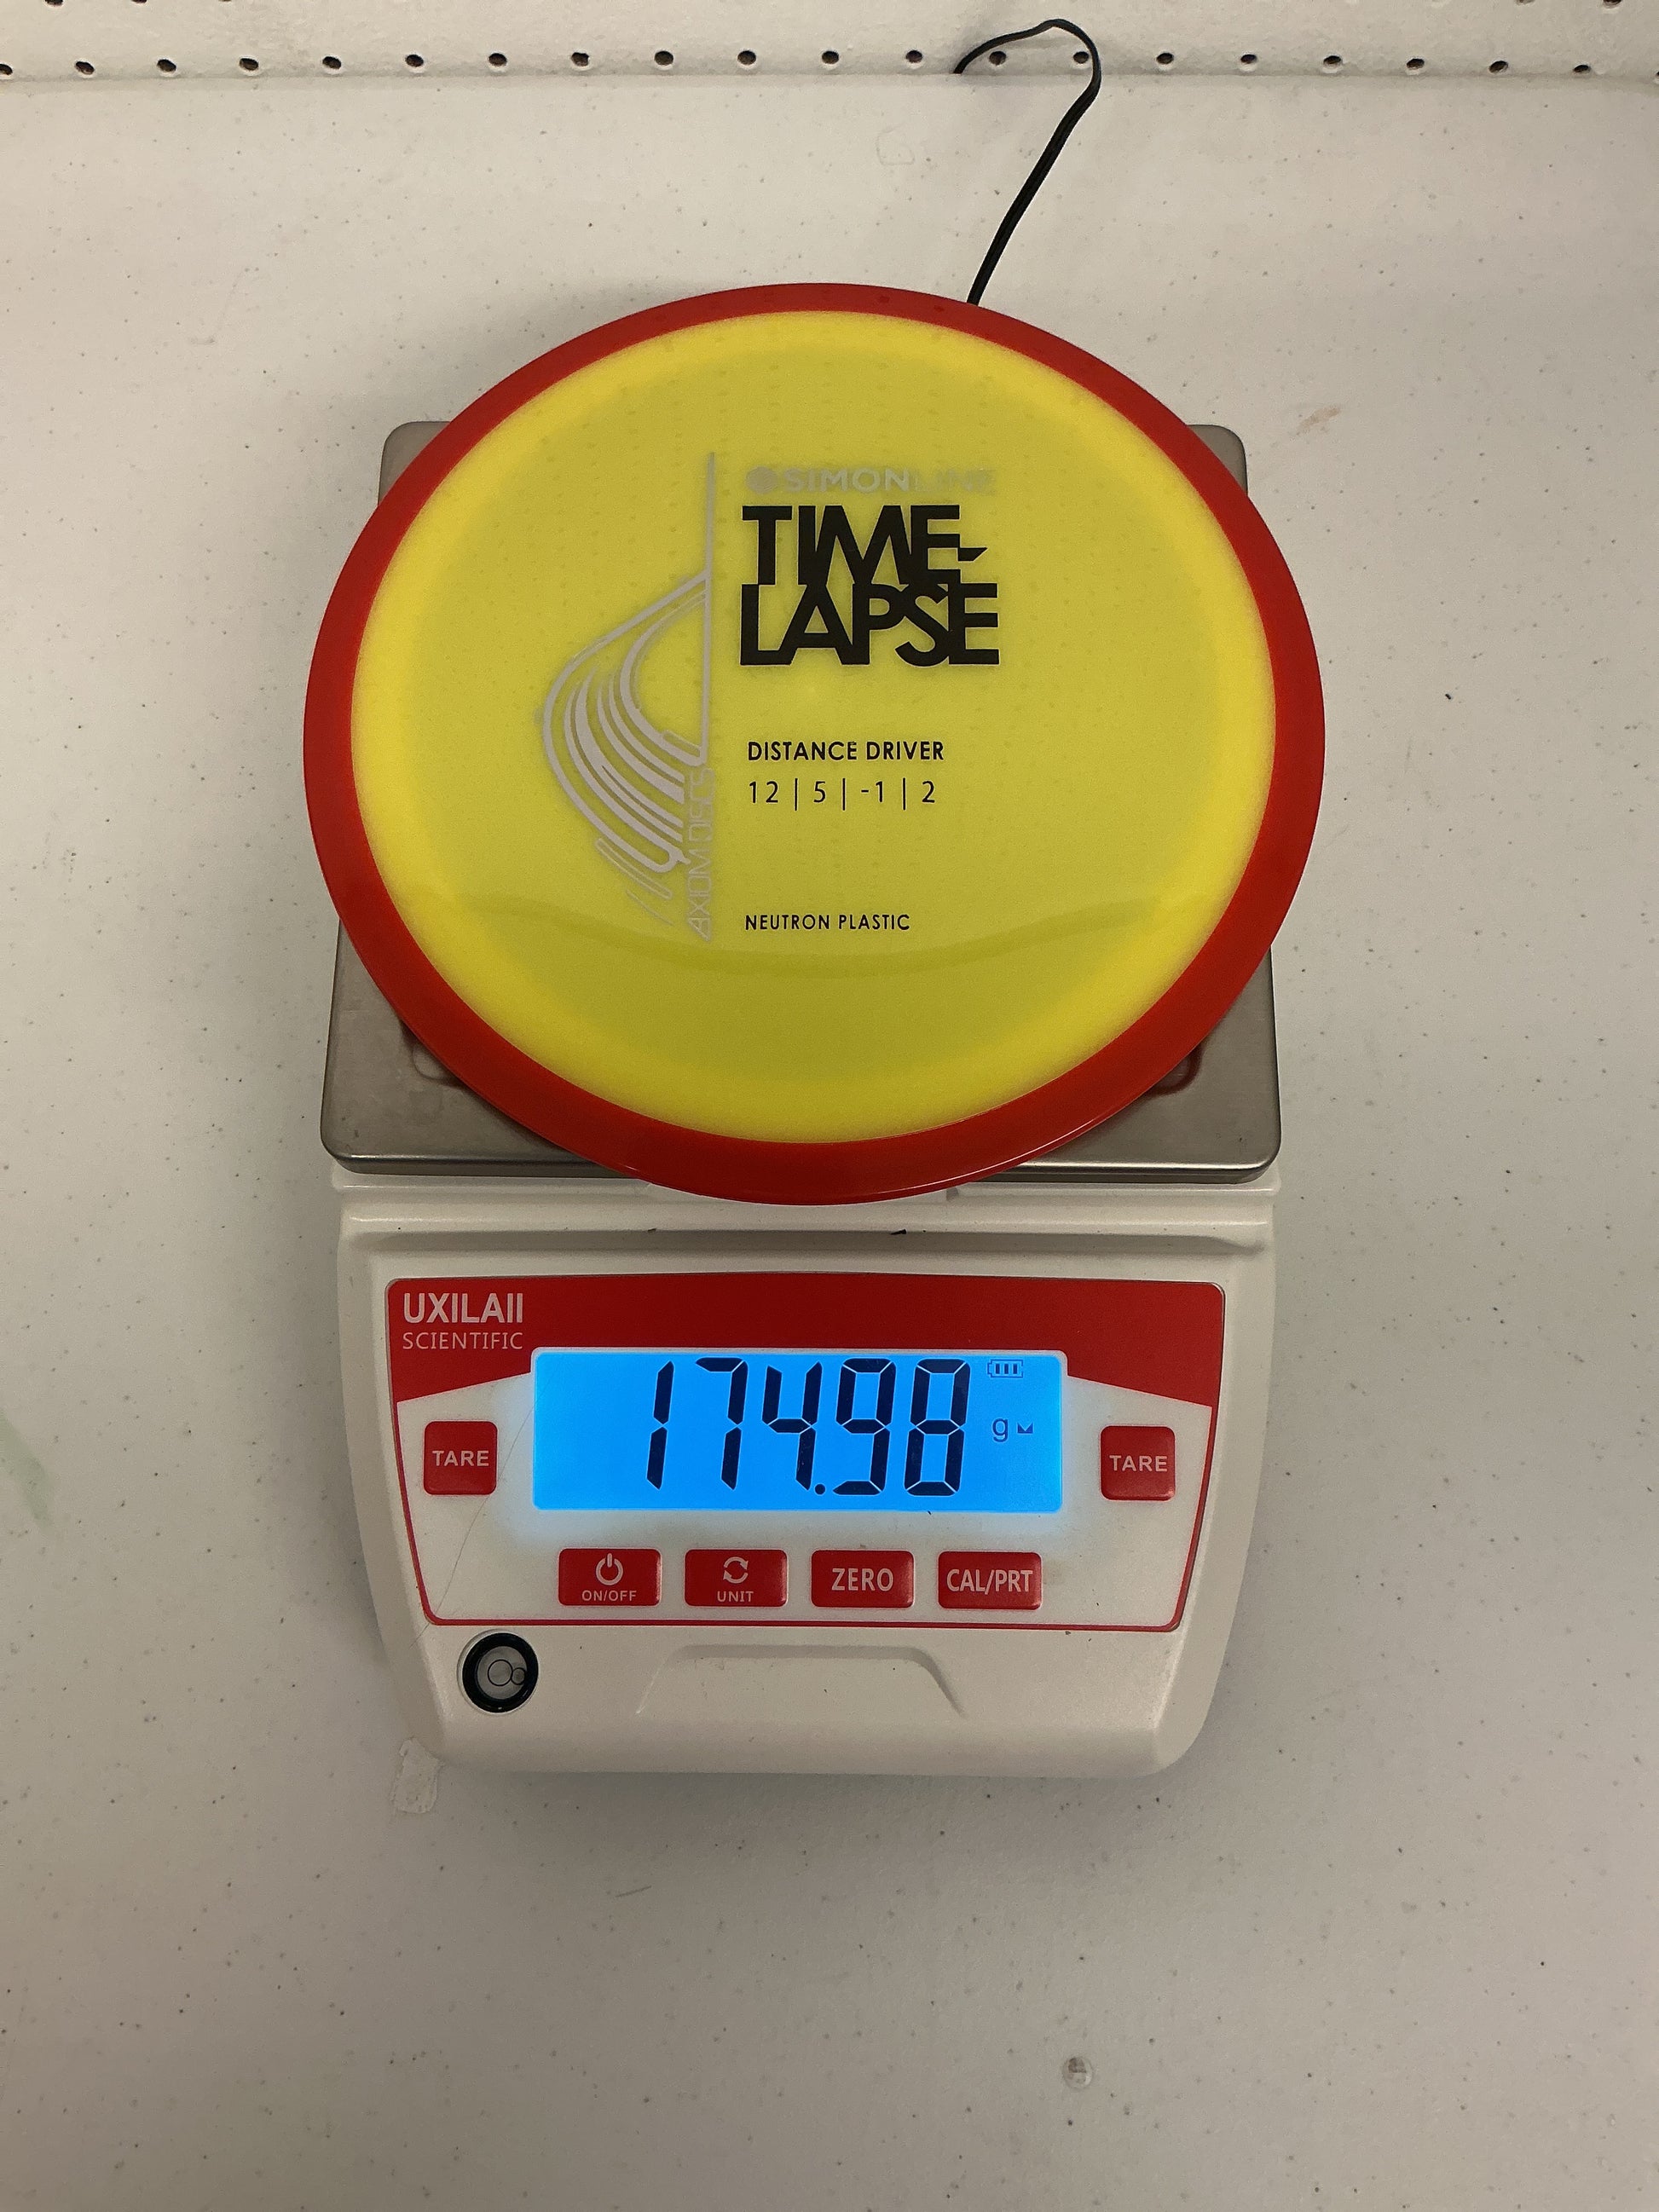 SIMONLINE
TIME-
LAPSE
DISTANCE DRIVER
12 | 5 | -1 | 2
AXIOM DISCS
NEUTRON PLASTIC
UXILAII
SCIENTIFIC
174.98
g
TARE
TARE
ON/OFF
UNIT
ZERO
CAL/PRT